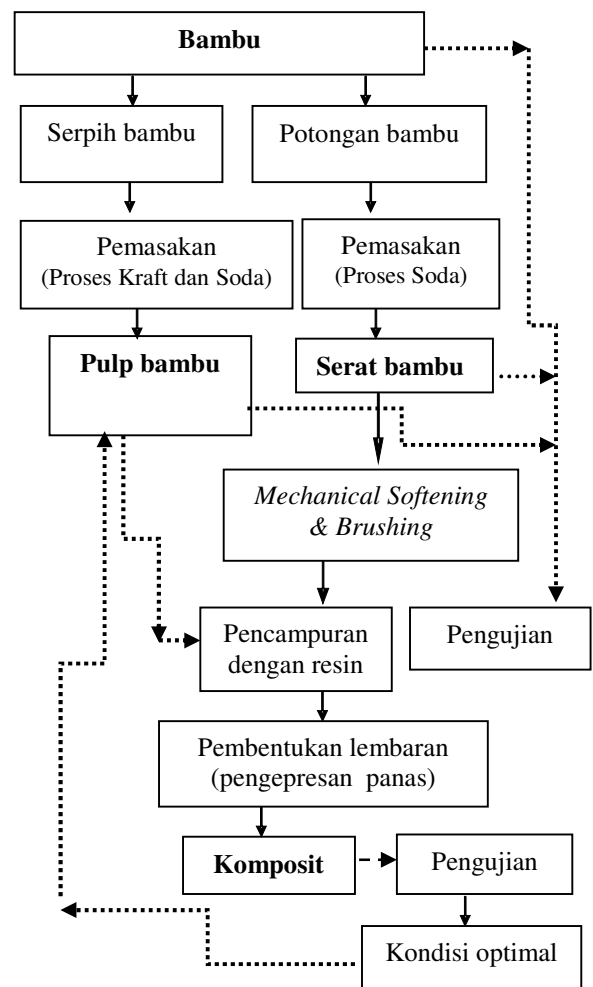 Bambu
Serpih bambu
Potongan bambu
Pemasakan
(Proses Kraft dan Soda)
Pemasakan
(Proses Soda)
Pulp bambu
Serat bambu
Mechanical Softening
& Brushing
Pencampuran
dengan resin
Pengujian
Pembentukan lembaran
(pengepresan panas)
Komposit
Pengujian
Kondisi optimal